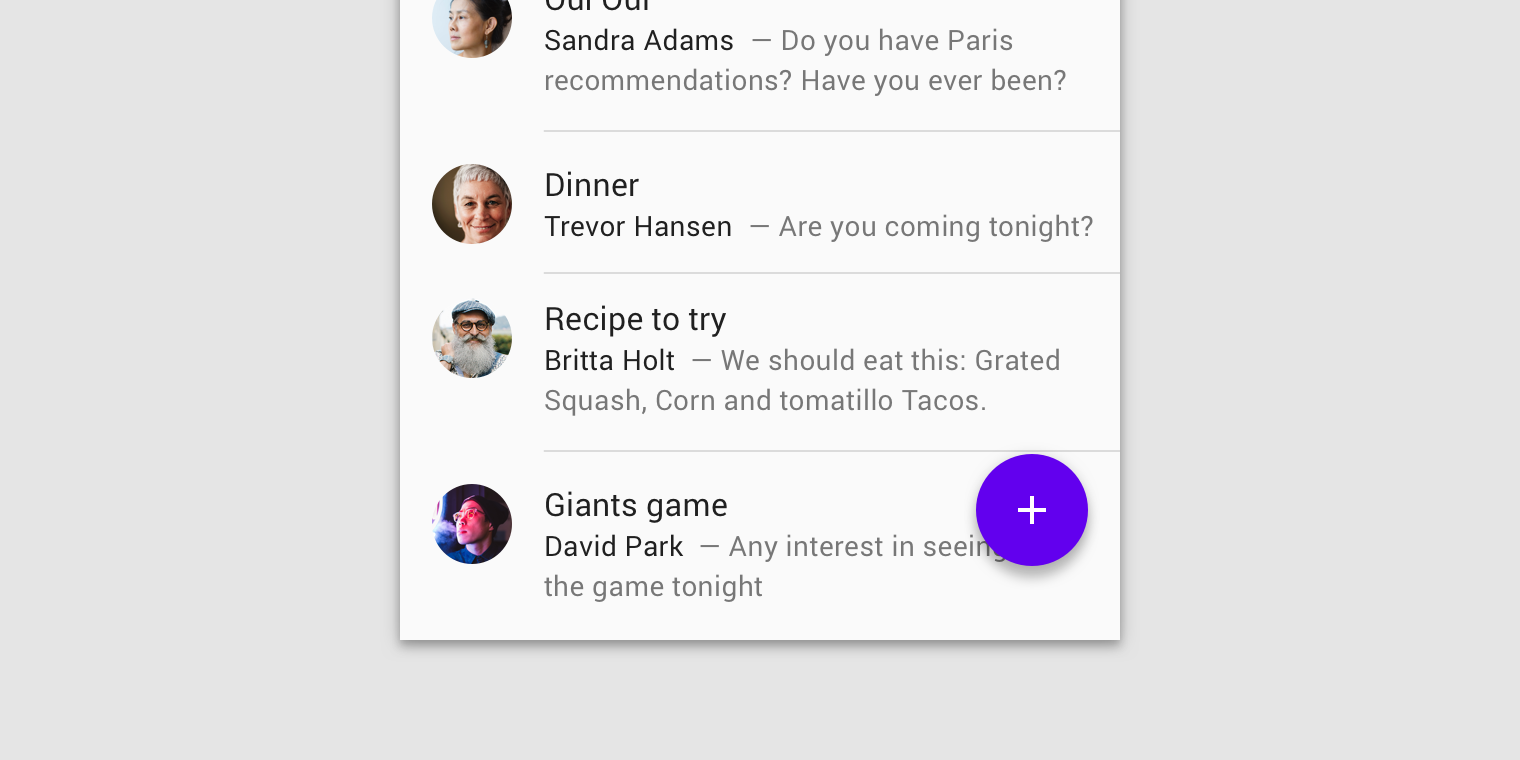 Oui Oui
Sandra Adams — Do you have Paris
recommendations? Have you ever been?
Dinner
Trevor Hansen — Are you coming tonight?
Recipe to try
Britta Holt — We should eat this: Grated
Squash, Corn and tomatillo Tacos.
Giants game
David Park — Any interest in seeing
the game tonight